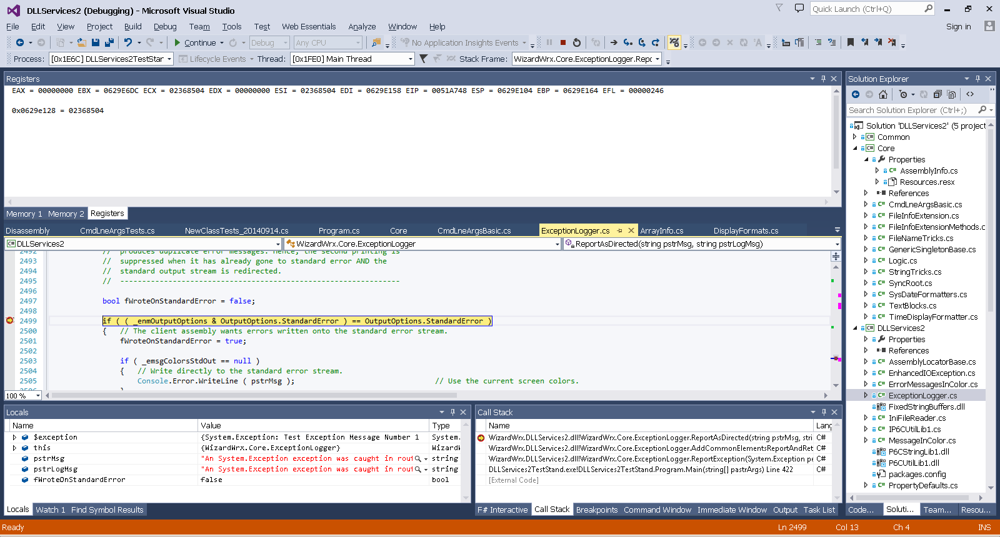 DLLServices2 (Debugging) - Microsoft Visual Studio
Quick Launch (Ctrl+Q)
File Edit View Project Build Debug Team Tools Test Web Essentials Analyze Window Help
Sign in
Continue Debug Any CPU No Application Insights Events
Process: [0x1E6C] DLLServices2TestStar Lifecycle Events Thread: [0x1FE0] Main Thread Stack Frame: WizardWrx.Core.ExceptionLogger.Repo
Registers
EAX = 00000000 EBX = 0629E6DC ECX = 02368504 EDX = 00000000 ESI = 02368504 EDI = 0629E158 EIP = 0051A748 ESP = 0629E104 EBP = 0629E164 EFL = 00000246
0x0629e128 = 02368504
Memory 1 Memory 2 Registers
Disassembly CmdLneArgsTests.cs NewClassTests_20140914.cs Program.cs Core CmdLneArgsBasic.cs ExceptionLogger.cs ArrayInfo.cs DisplayFormats.cs
DLLServices2 WizardWrx.Core.ExceptionLogger ReportAsDirected(string pstrMsg, string pstrLogMsg)
2492 // produces duplicate error messages. Hence, the second printing is
2493 // suppressed when it has already gone to standard error AND the
2494 // standard output stream is redirected.
2495 // ----------------------------------------------------------------
2496
2497 bool fWroteOnStandardError = false;
2498
2499 if ( ( _enmOutputOptions & OutputOptions.StandardError ) == OutputOptions.StandardError )
2500 { // The client assembly wants errors written onto the standard error stream.
2501 fWroteOnStandardError = true;
2502
2503 if ( _emsgColorsStdOut == null )
2504 { // Write directly to the standard error stream.
2505 Console.Error.WriteLine ( pstrMsg ); // Use the current screen colors.
100 %
Locals
Name Value Type
$exception {System.Exception: Test Exception Message Number 1 System.
this {WizardWrx.Core.ExceptionLogger} WizardW
pstrMsg "An System.Exception exception was caught in rout string
pstrLogMsg "An System.Exception exception was caught in rout string
fWroteOnStandardError false bool
Locals Watch 1 Find Symbol Results
Call Stack
Name Lang
WizardWrx.DLLServices2.dll!WizardWrx.Core.ExceptionLogger.ReportAsDirected(string pstrMsg, stri C#
WizardWrx.DLLServices2.dll!WizardWrx.Core.ExceptionLogger.AddCommonElementsReportAndRet C#
WizardWrx.DLLServices2.dll!WizardWrx.Core.ExceptionLogger.ReportException(System.Exception pe C#
DLLServices2TestStand.exe!DLLServices2TestStand.Program.Main(string[] pastrArgs) Line 422 C#
[External Code]
F# Interactive Call Stack Breakpoints Command Window Immediate Window Output Task List
Solution Explorer
Search Solution Explorer (Ctrl+;)
Solution 'DLLServices2' (5 project
C# Common
C# Core
Properties
C# AssemblyInfo.cs
Resources.resx
References
C# CmdLneArgsBasic.cs
C# FileInfoExtension.cs
C# FileInfoExtensionMethods.c
C# FileNameTricks.cs
C# GenericSingletonBase.cs
C# Logic.cs
C# StringTricks.cs
C# SyncRoot.cs
C# SysDateFormatters.cs
C# TextBlocks.cs
C# TimeDisplayFormatter.cs
C# DLLServices2
Properties
References
C# AssemblyLocatorBase.cs
C# EnhancedIOException.cs
C# ErrorMessagesInColor.cs
C# ExceptionLogger.cs
FixedStringBuffers.dll
C# IniFileReader.cs
C# IP6CUtilLib1.cs
C# MessageInColor.cs
P6CStringLib1.dll
P6CUtilLib1.dll
packages.config
C# PropertyDefaults.cs
Code... Soluti... Team... Resou...
Ready Ln 2499 Col 13 Ch 4 INS